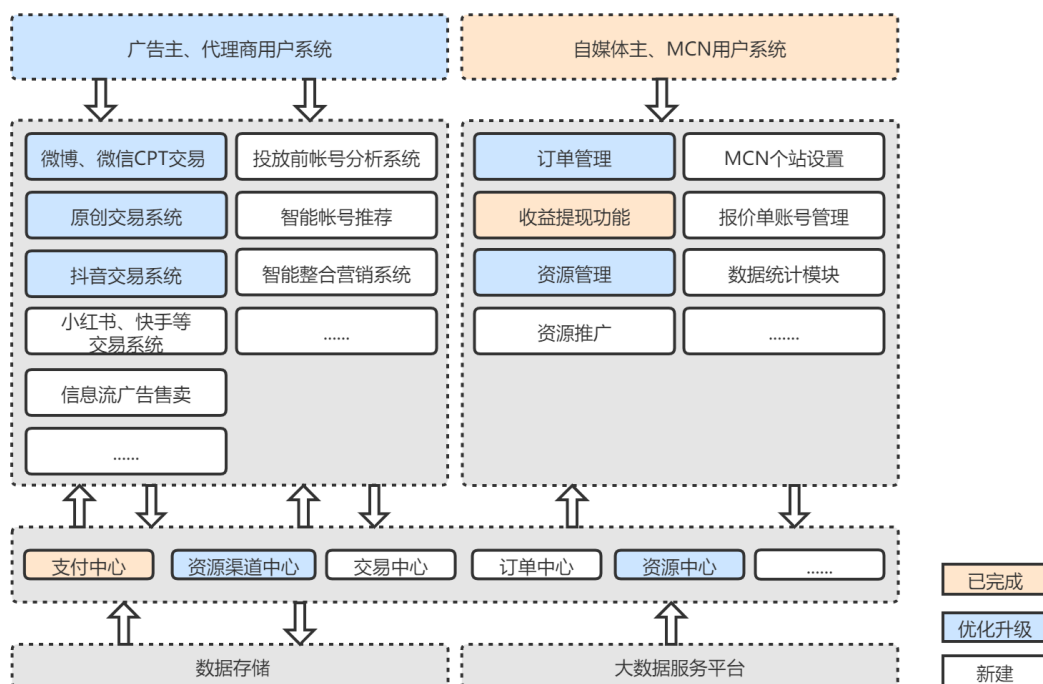 广告主、代理商用户系统
自媒体主、MCN用户系统
微博、微信CPT交易
投放前帐号分析系统
原创交易系统
智能帐号推荐
抖音交易系统
智能整合营销系统
小红书、快手等
交易系统
......
信息流广告售卖
......
订单管理
MCN个站设置
收益提现功能
报价单账号管理
资源管理
数据统计模块
资源推广
.......
支付中心
资源渠道中心
交易中心
订单中心
资源中心
......
数据存储
大数据服务平台
已完成
优化升级
新建